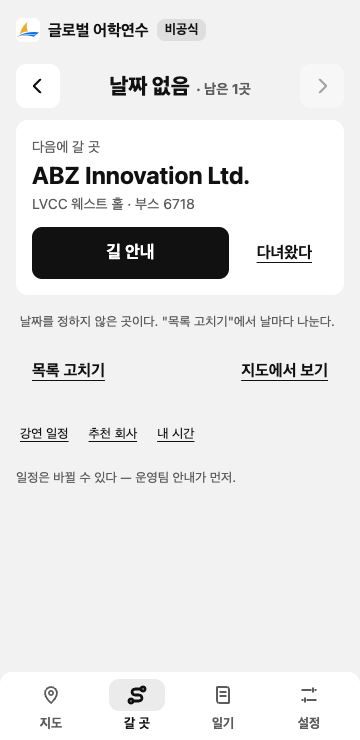 글로벌 어학연수 비공식
날짜 없음 · 남은 1곳
다음에 갈 곳
ABZ Innovation Ltd.
LVCC 웨스트 홀 · 부스 6718
길 안내 다녀왔다
날짜를 정하지 않은 곳이다. "목록 고치기"에서 날마다 나눈다.
목록 고치기 지도에서 보기
강연 일정 추천 회사 내 시간
일정은 바뀔 수 있다 — 운영팀 안내가 먼저.
지도 갈 곳 일기 설정